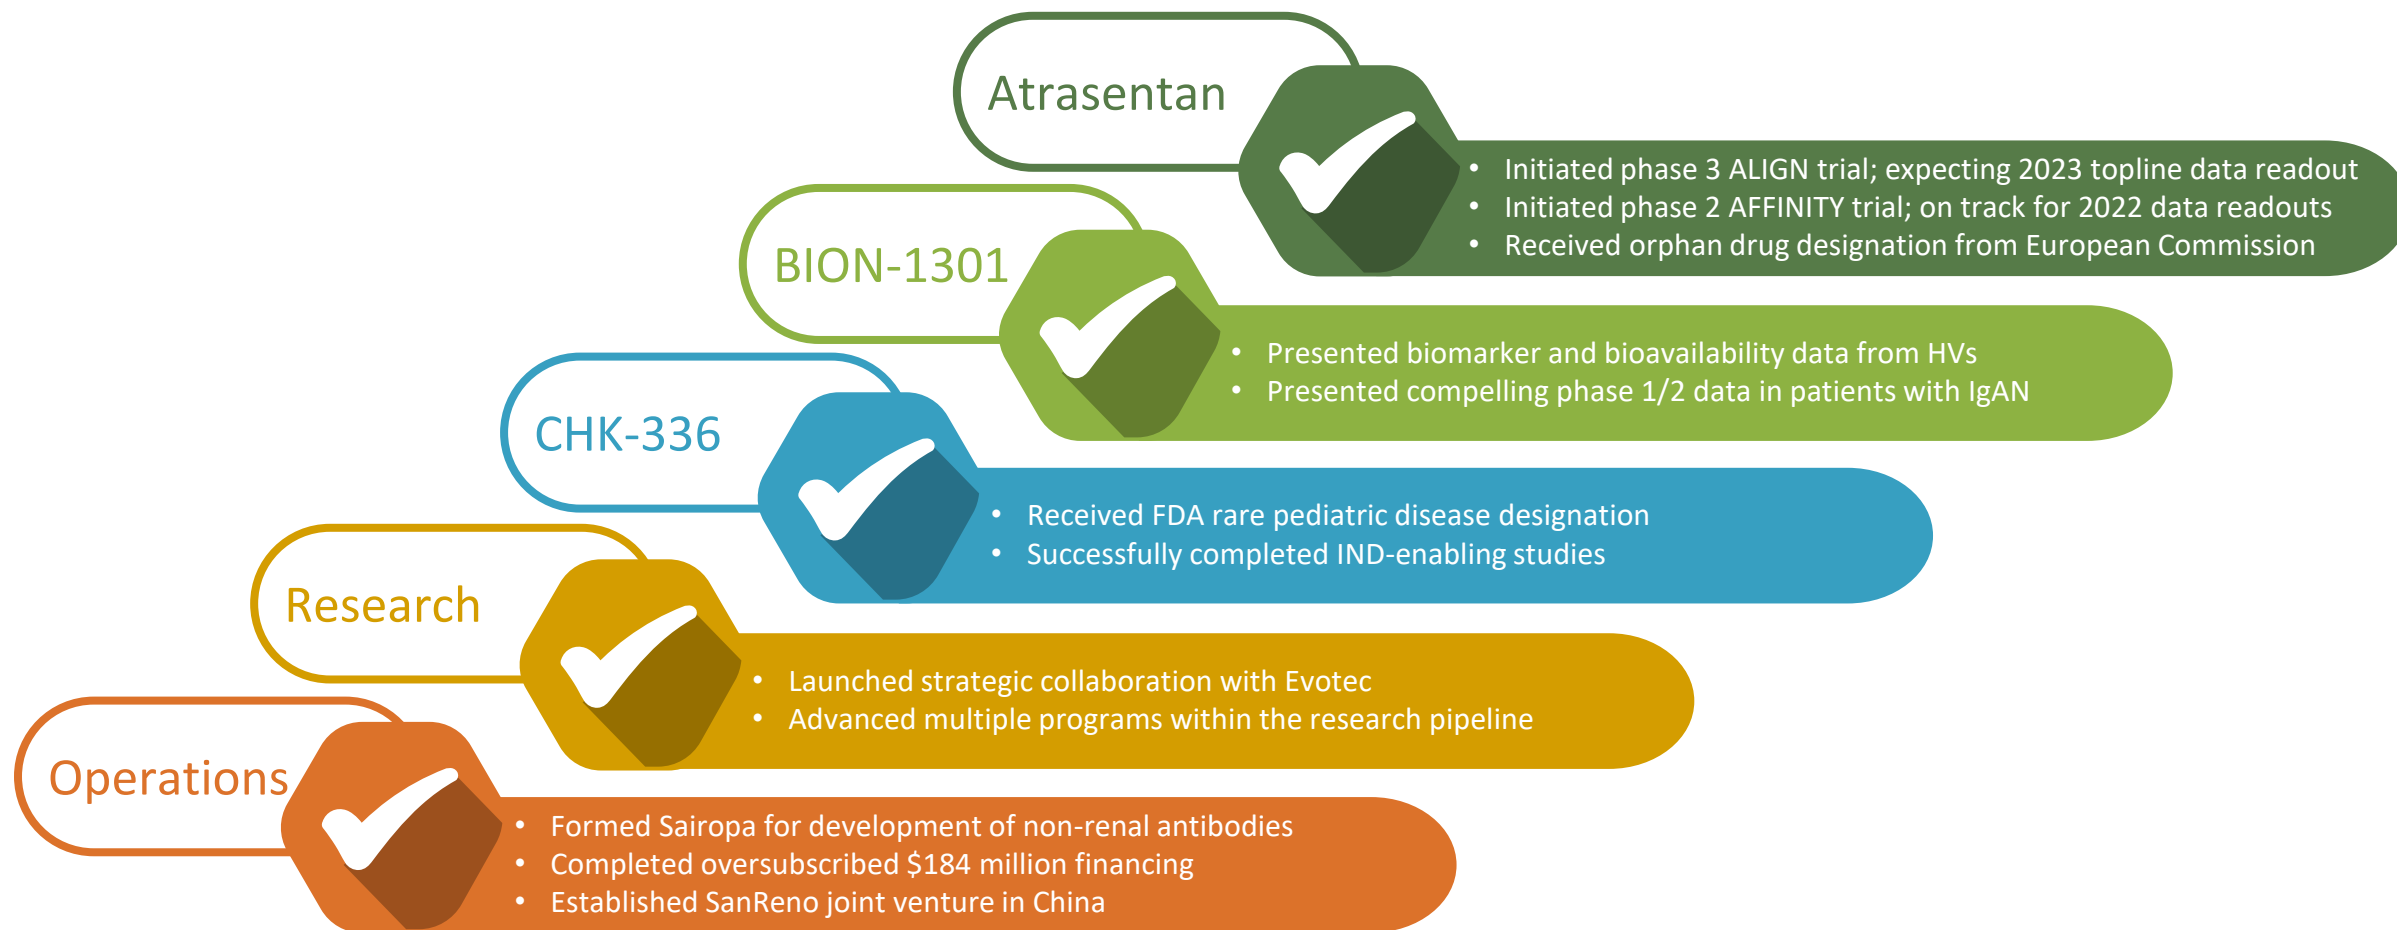 Atrasentan
• Initiated phase 3 ALIGN trial; expecting 2023 topline data readout
• Initiated phase 2 AFFINITY trial; on track for 2022 data readouts
• Received orphan drug designation from European Commission
BION-1301
• Presented biomarker and bioavailability data from HVs
• Presented compelling phase 1/2 data in patients with IgAN
CHK-336
• Received FDA rare pediatric disease designation
• Successfully completed IND-enabling studies
Research
• Launched strategic collaboration with Evotec
• Advanced multiple programs within the research pipeline
Operations
• Formed Sairopa for development of non-renal antibodies
• Completed oversubscribed $184 million financing
• Established SanReno joint venture in China